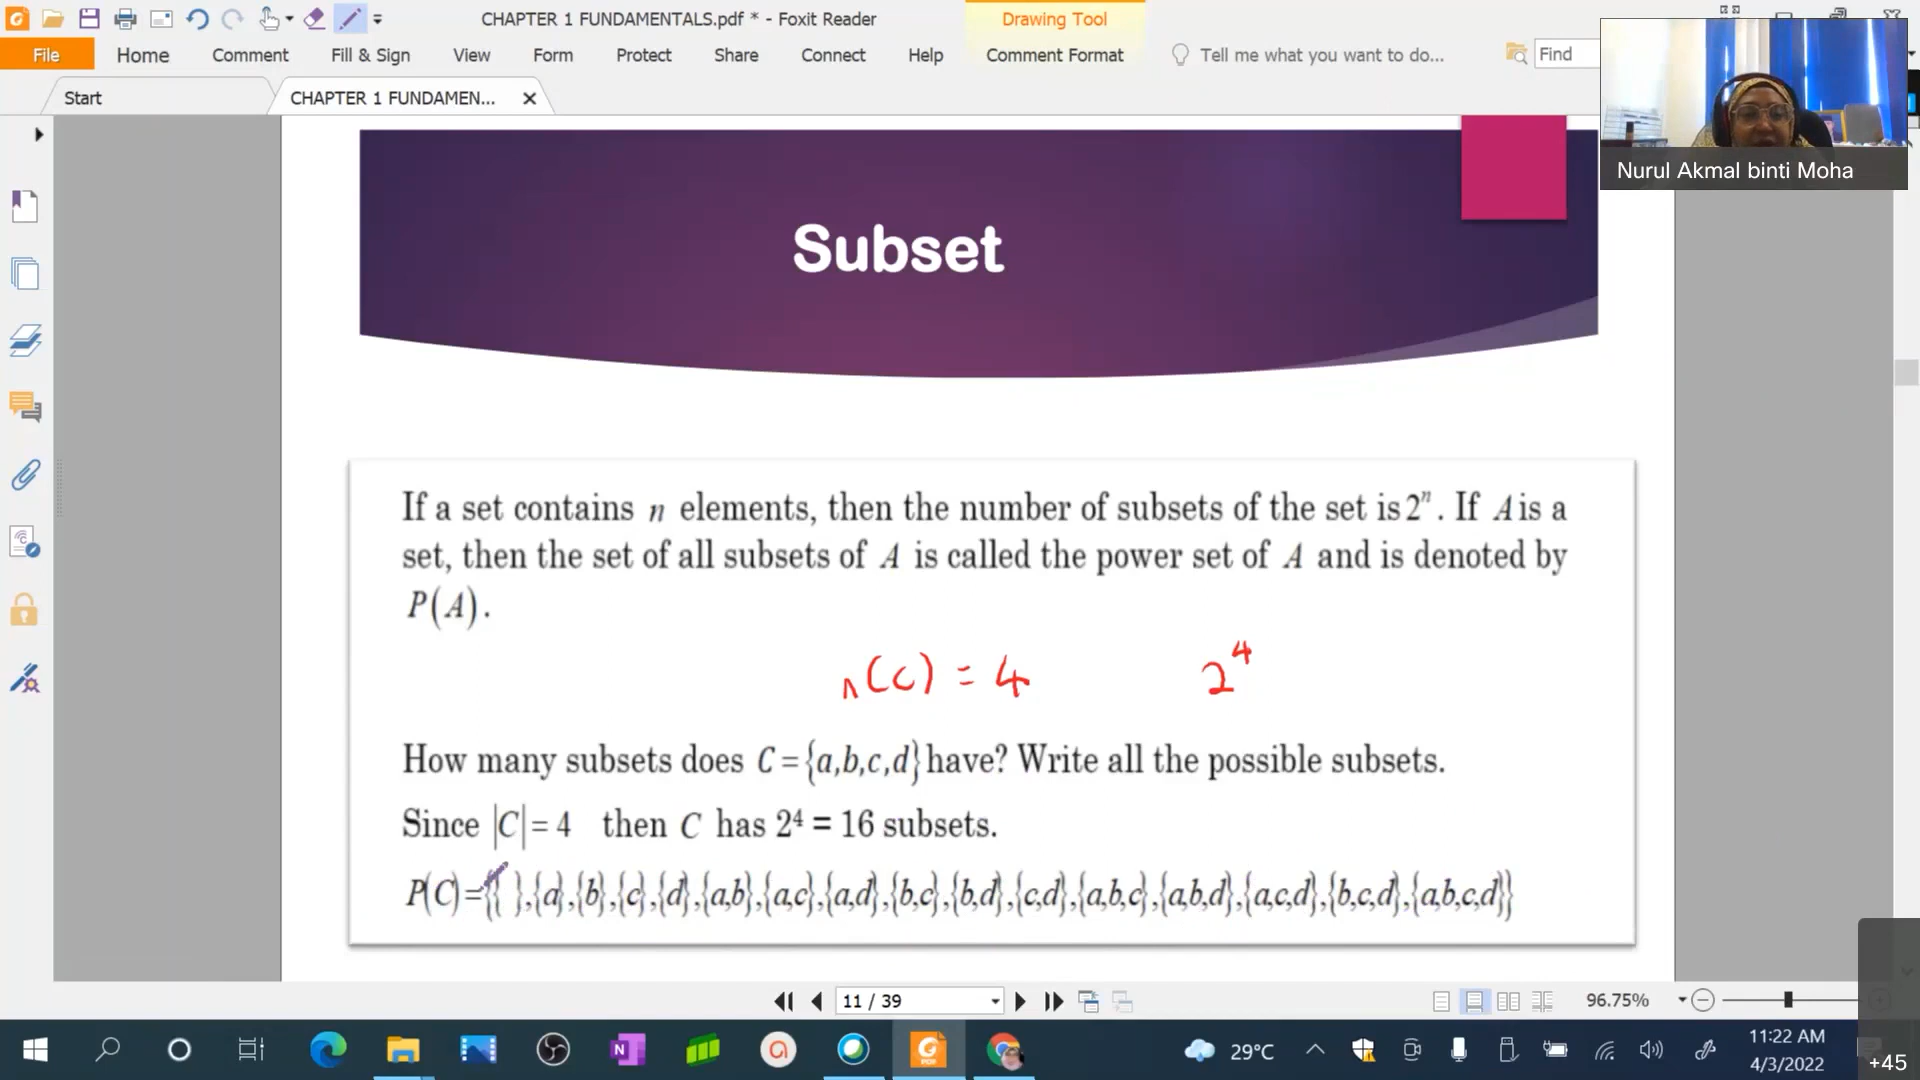 CHAPTER 1 FUNDAMENTALS.pdf * - Foxit Reader
Drawing Tool
File Home Comment Fill & Sign View Form Protect Share Connect Help Comment Format Tell me what you want to do... Find
Start
CHAPTER 1 FUNDAMEN...
Nurul Akmal binti Moha
Subset
If a set contains n elements, then the number of subsets of the set is 2ⁿ. If A is a
set, then the set of all subsets of A is called the power set of A and is denoted by
P(A).
n(c) = 4 2⁴
How many subsets does C = {a,b,c,d} have? Write all the possible subsets.
Since |C| = 4 then C has 2⁴ = 16 subsets.
P(C) = {{ },{a},{b},{c},{d},{a,b},{a,c},{a,d},{b,c},{b,d},{c,d},{a,b,c},{a,b,d},{a,c,d},{b,c,d},{a,b,c,d}}
11 / 39
96.75%
29°C
11:22 AM
4/3/2022
+45